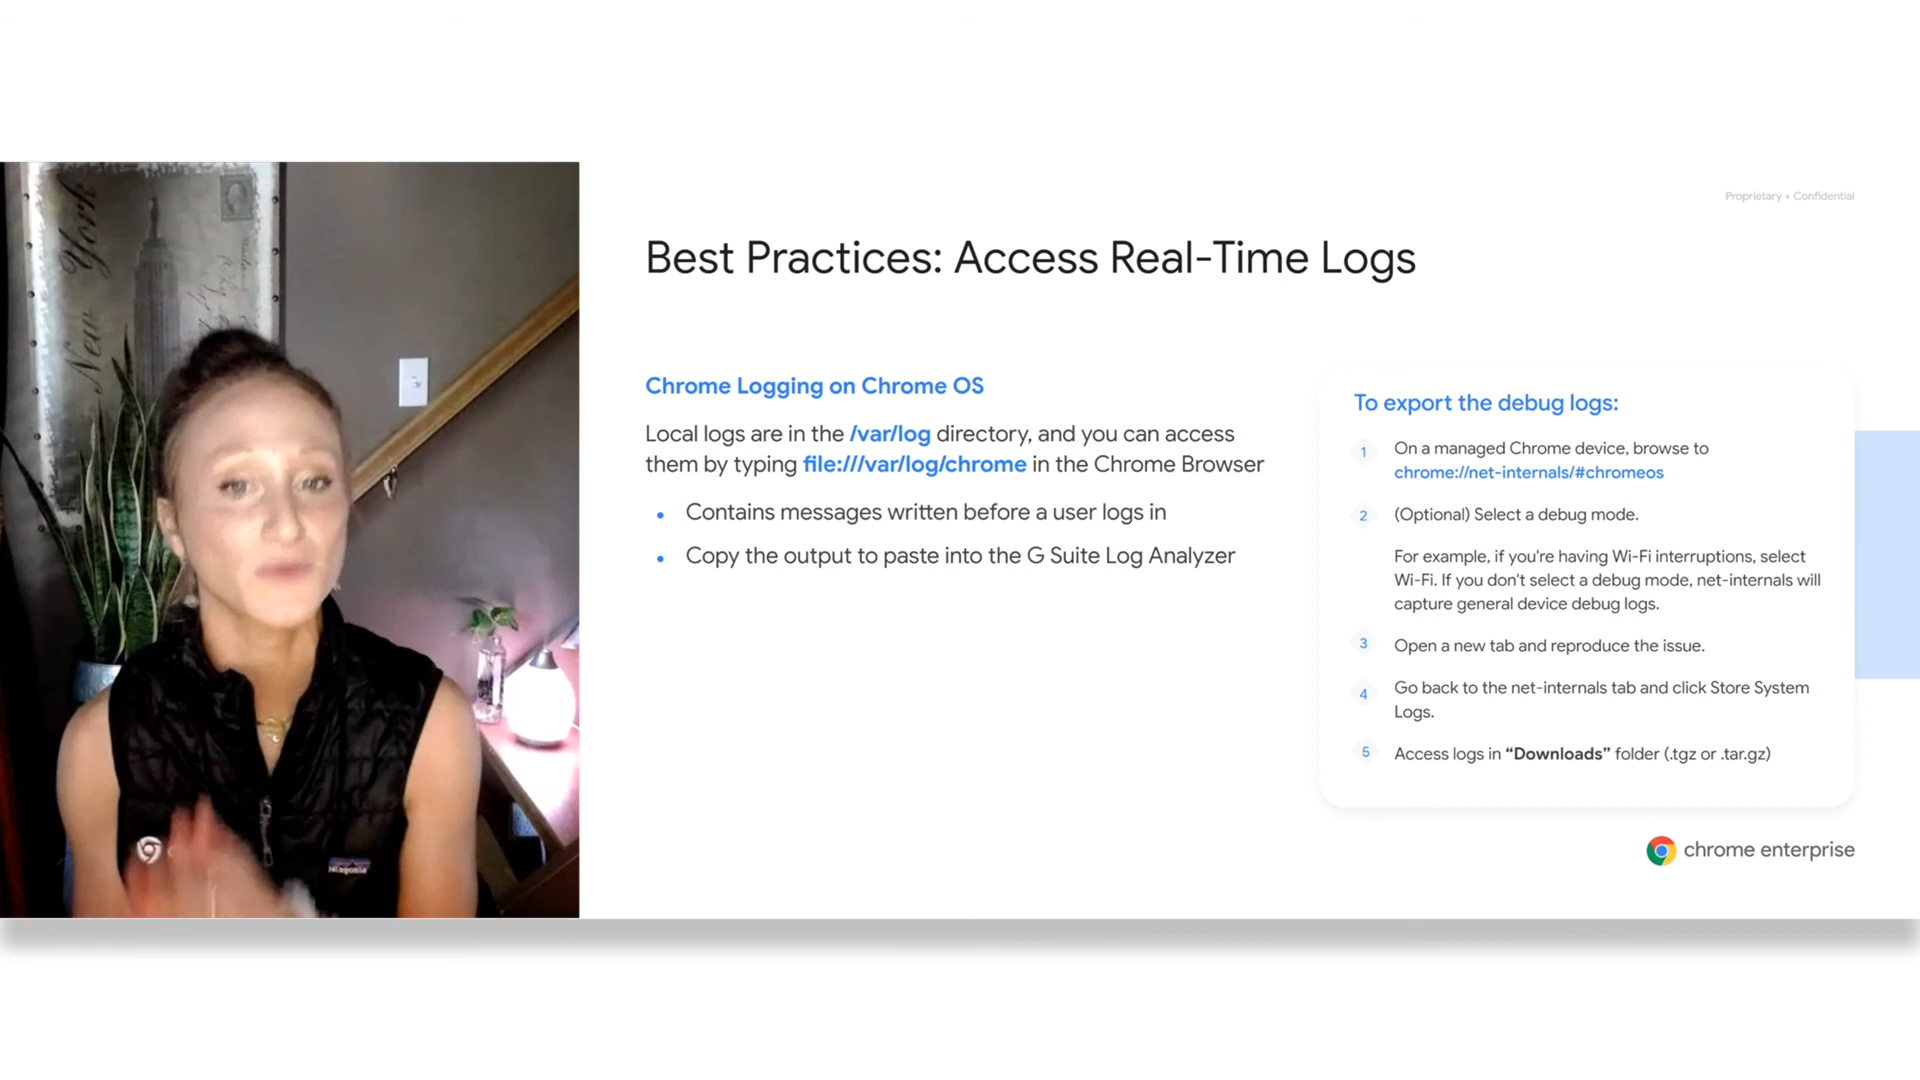 New York
Proprietary + Confidential
Best Practices: Access Real-Time Logs
Chrome Logging on Chrome OS
Local logs are in the /var/log directory, and you can access
them by typing file:///var/log/chrome in the Chrome Browser
• Contains messages written before a user logs in
• Copy the output to paste into the G Suite Log Analyzer
To export the debug logs:
1 On a managed Chrome device, browse to
chrome://net-internals/#chromeos
2 (Optional) Select a debug mode.
For example, if you're having Wi-Fi interruptions, select
Wi-Fi. If you don't select a debug mode, net-internals will
capture general device debug logs.
3 Open a new tab and reproduce the issue.
4 Go back to the net-internals tab and click Store System
Logs.
5 Access logs in “Downloads” folder (.tgz or .tar.gz)
chrome enterprise
patagonia